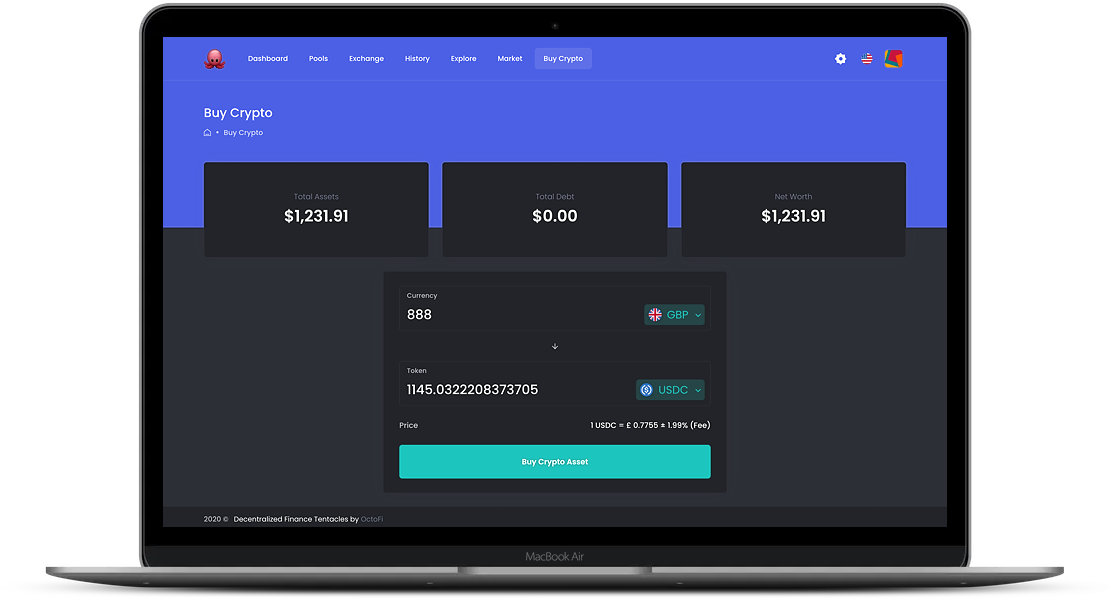 Dashboard Pools Exchange History Explore Market Buy Crypto
Buy Crypto
• Buy Crypto
Total Assets
$1,231.91
Total Debt
$0.00
Net Worth
$1,231.91
Currency
888
GBP
Token
1145.0322208373705
USDC
Price
1 USDC = £ 0.7755 ± 1.99% (Fee)
Buy Crypto Asset
2020 © Decentralized Finance Tentacles by OctoFi
MacBook Air